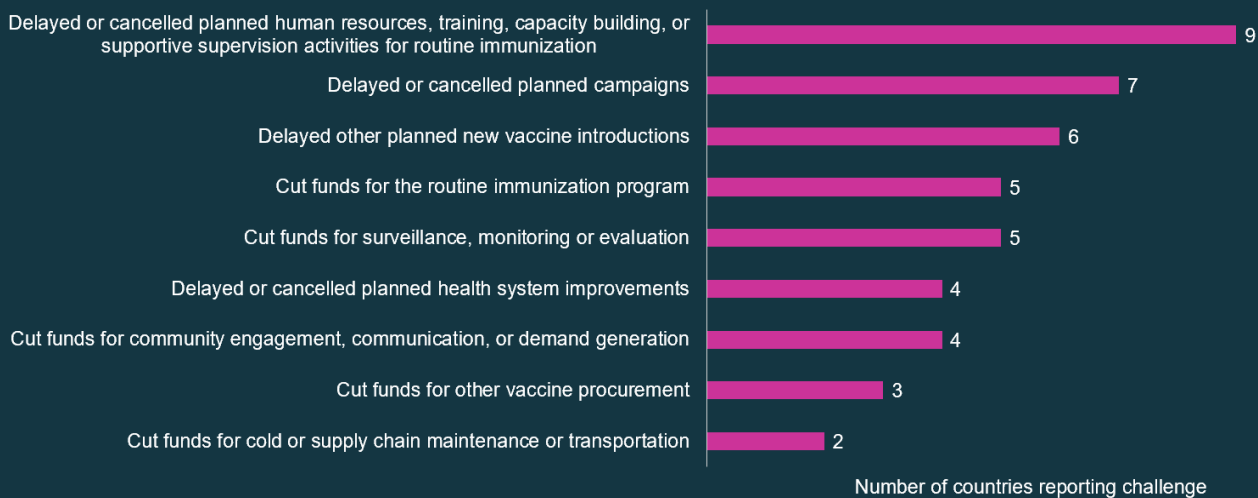 Delayed or cancelled planned human resources, training, capacity building, or
supportive supervision activities for routine immunization
9
Delayed or cancelled planned campaigns
7
Delayed other planned new vaccine introductions
6
Cut funds for the routine immunization program
5
Cut funds for surveillance, monitoring or evaluation
5
Delayed or cancelled planned health system improvements
4
Cut funds for community engagement, communication, or demand generation
4
Cut funds for other vaccine procurement
3
Cut funds for cold or supply chain maintenance or transportation
2
Number of countries reporting challenge